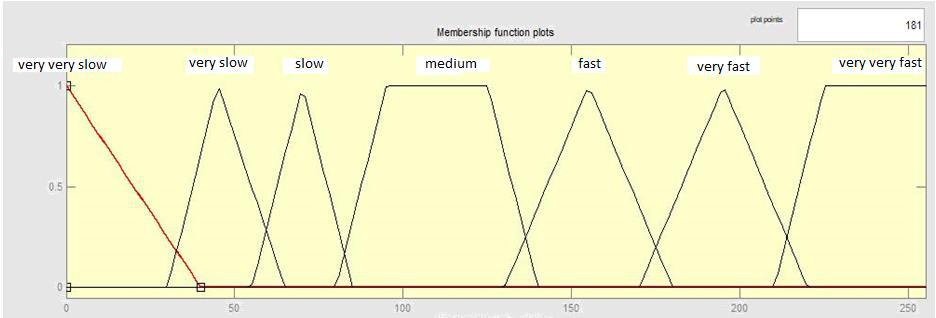 plot points 181
Membership function plots
very very slow very slow slow medium fast very fast very very fast
1
0.5
0
0 50 100 150 200 250